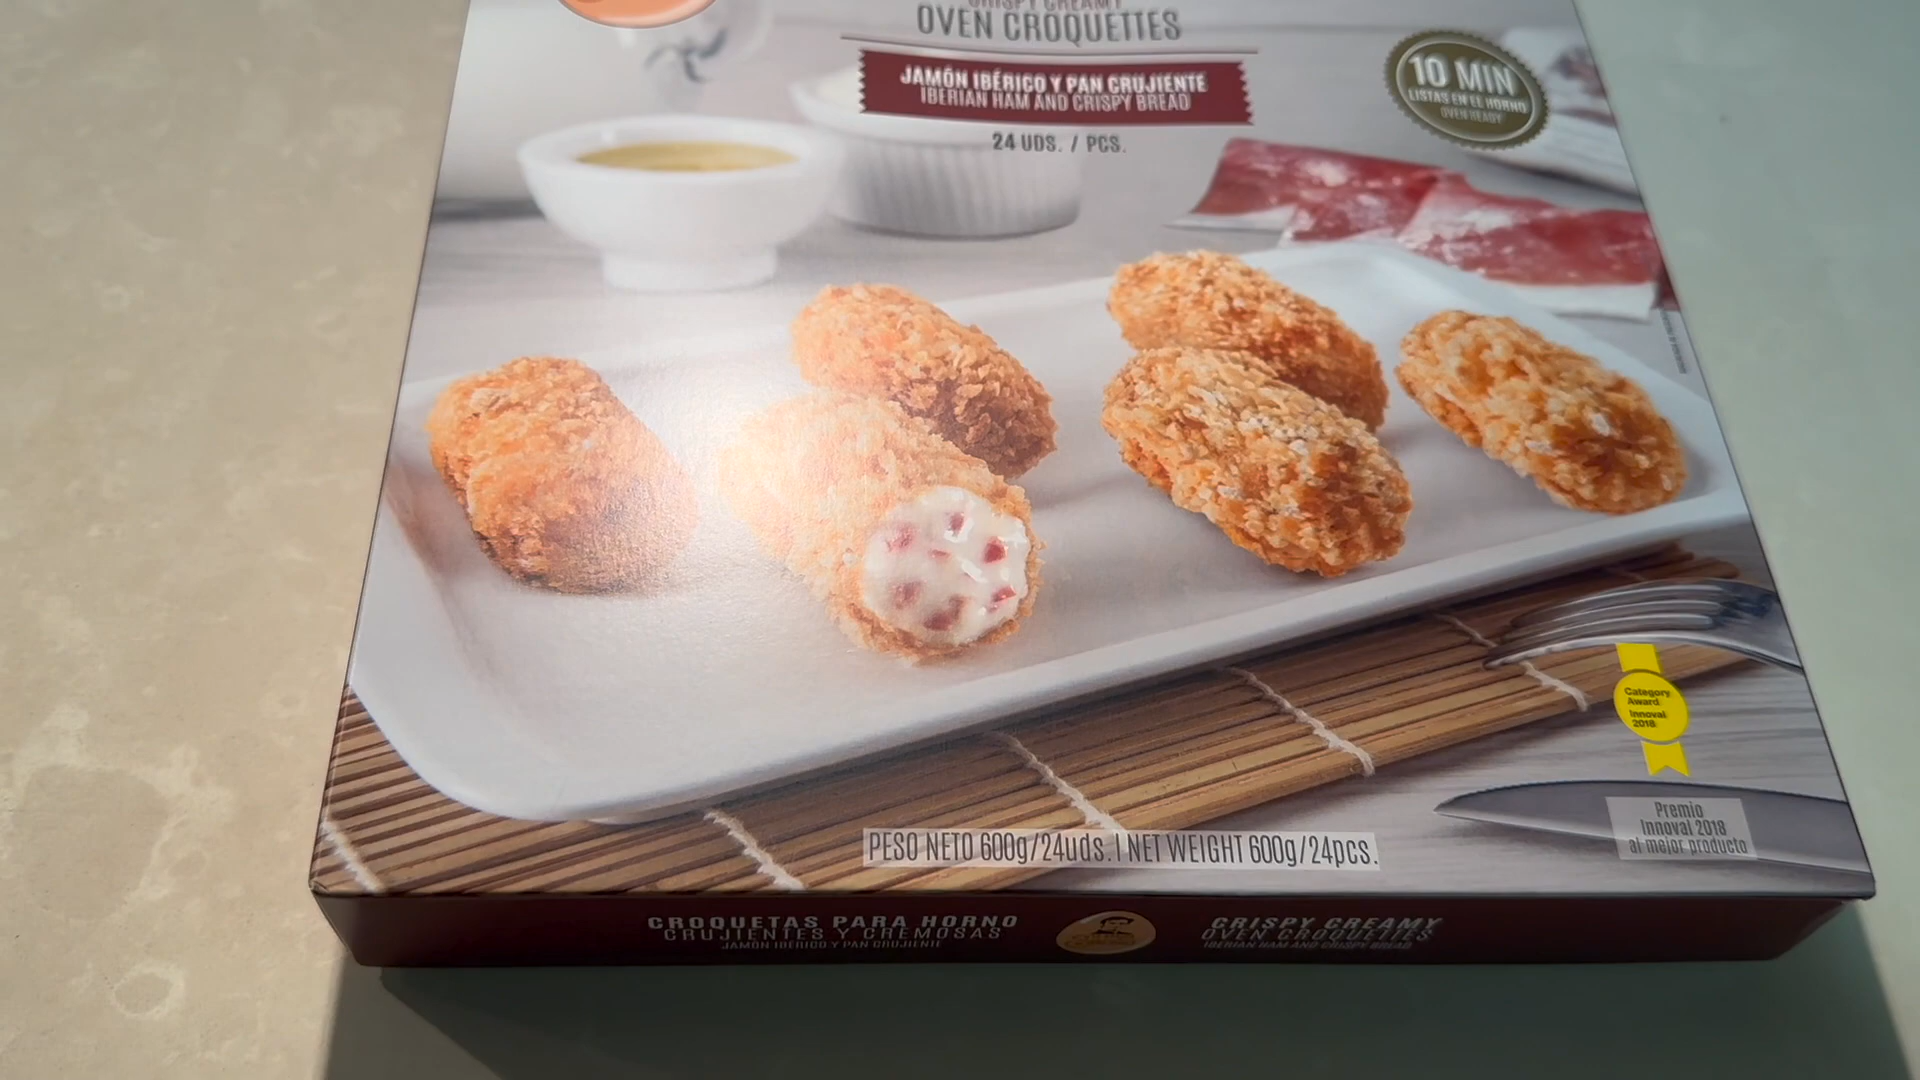 CRISPY CREAMY
OVEN CROQUETTES
JAMÓN IBÉRICO Y PAN CRUJIENTE
IBERIAN HAM AND CRISPY BREAD
24 UDS. / PCS.
10 MIN
LISTAS EN EL HORNO
OVEN READY
Category
Award
Innoval
2018
Premio
Innoval 2018
al mejor producto
PESO NETO 600g/24uds. | NET WEIGHT 600g/24pcs.
CROQUETAS PARA HORNO
CRUJIENTES Y CREMOSAS
JAMÓN IBÉRICO Y PAN CRUJIENTE
CRISPY CREAMY
OVEN CROQUETTES
IBERIAN HAM AND CRISPY BREAD